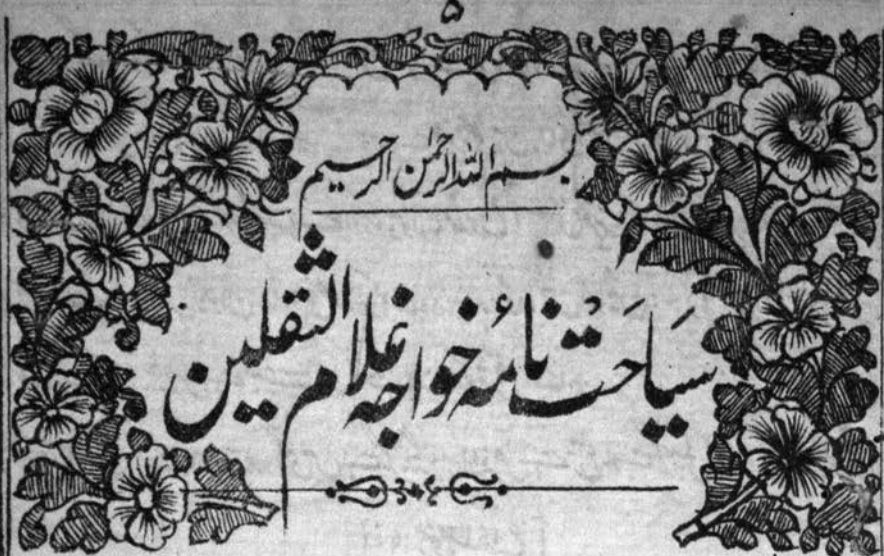 ۵
بسم اللہ الرحمٰن الرحیم
سیاحت نامۂ خواجہ غلام الثقلین